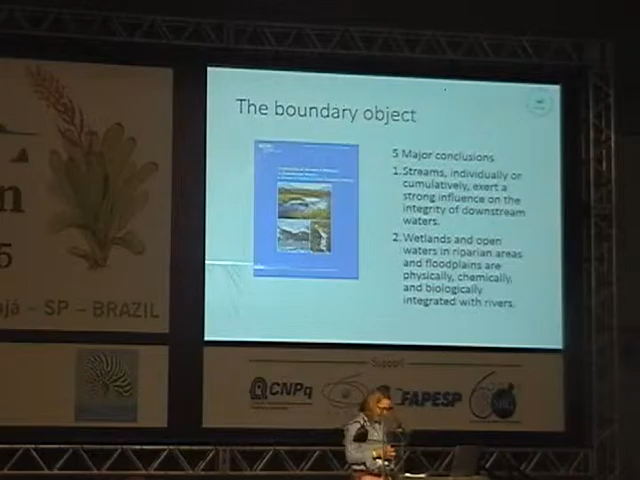 The boundary object
5 Major conclusions
1. Streams, individually or
cumulatively, exert a
strong influence on the
integrity of downstream
waters.
2. Wetlands and open
waters in riparian areas
and floodplains are
physically, chemically,
and biologically
integrated with rivers.
n
5
ajá – SP – BRAZIL
Support
CNPq
FAPESP